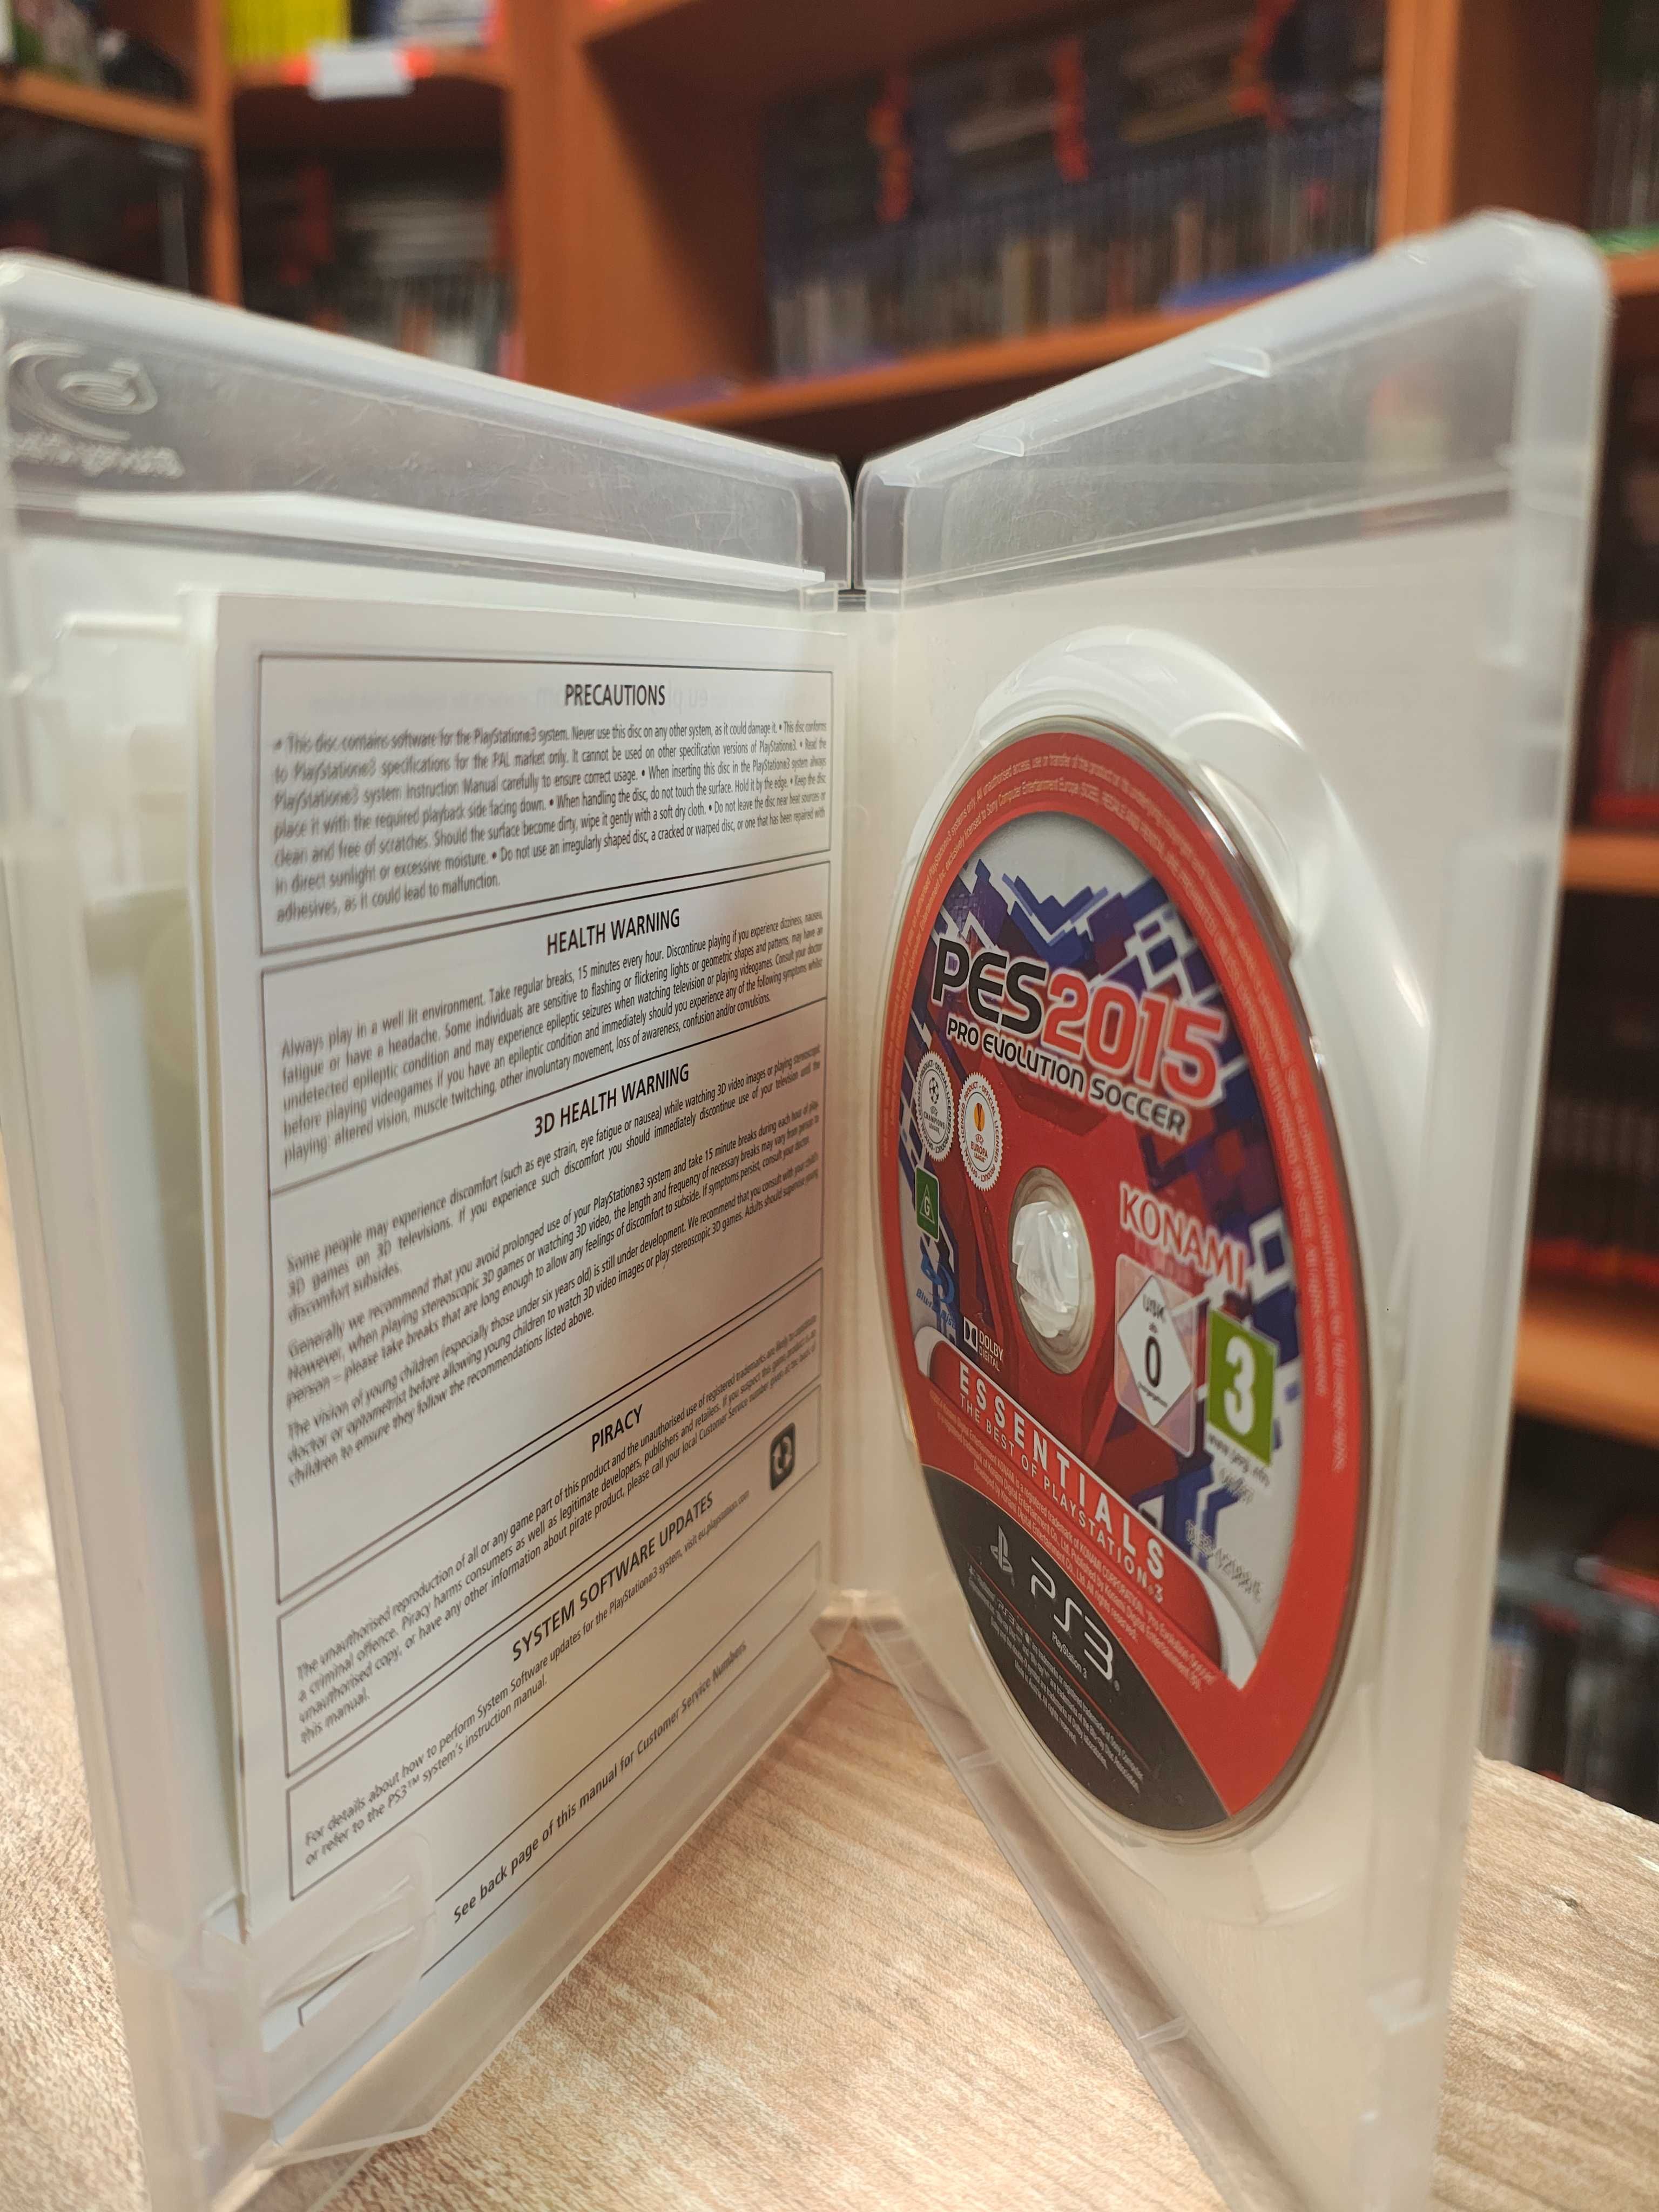 PRECAUTIONS
• This disc contains software for the PlayStation®3 system. Never use this disc on any other system, as it could damage it. • This disc conforms
to PlayStation®3 specifications for the PAL market only. It cannot be used on other specification versions of PlayStation®3. • Read the
PlayStation®3 system Instruction Manual carefully to ensure correct usage. • When inserting this disc in the PlayStation®3 system always
place it with the required playback side facing down. • When handling the disc, do not touch the surface. Hold it by the edge. • Keep the disc
clean and free of scratches. Should the surface become dirty, wipe it gently with a soft dry cloth. • Do not leave the disc near heat sources or
in direct sunlight or excessive moisture. • Do not use an irregularly shaped disc, a cracked or warped disc, or one that has been repaired with
adhesives, as it could lead to malfunction.
HEALTH WARNING
Always play in a well lit environment. Take regular breaks, 15 minutes every hour. Discontinue playing if you experience dizziness, nausea,
fatigue or have a headache. Some individuals are sensitive to flashing or flickering lights or geometric shapes and patterns, may have an
undetected epileptic condition and may experience epileptic seizures when watching television or playing videogames. Consult your doctor
before playing videogames if you have an epileptic condition and immediately should you experience any of the following symptoms whilst
playing: altered vision, muscle twitching, other involuntary movement, loss of awareness, confusion and/or convulsions.
3D HEALTH WARNING
Some people may experience discomfort (such as eye strain, eye fatigue or nausea) while watching 3D video images or playing stereoscopic
3D games on 3D televisions. If you experience such discomfort you should immediately discontinue use of your television until the
discomfort subsides.
Generally we recommend that you avoid prolonged use of your PlayStation®3 system and take 15 minute breaks during each hour of play.
However, when playing stereoscopic 3D games or watching 3D video, the length and frequency of necessary breaks may vary from person to
person – please take breaks that are long enough to allow any feelings of discomfort to subside. If symptoms persist, consult your doctor.
The vision of young children (especially those under six years old) is still under development. We recommend that you consult with your child's
doctor or optometrist before allowing young children to watch 3D video images or play stereoscopic 3D games. Adults should supervise young
children to ensure they follow the recommendations listed above.
PIRACY
The unauthorised reproduction of all or any game part of this product and the unauthorised use of registered trademarks are likely to constitute
a criminal offence. Piracy harms consumers as well as legitimate developers, publishers and retailers. If you suspect this game product is an
unauthorised copy, or have any other information about pirate product, please call your local Customer Service number given at the back of
this manual.
SYSTEM SOFTWARE UPDATES
For details about how to perform System Software updates for the PlayStation®3 system, visit eu.playstation.com
or refer to the PS3™ system's instruction manual.
See back page of this manual for Customer Service Numbers.
PES2015
PRO EVOLUTION SOCCER
CHAMPIONS
LEAGUE
UEFA
EUROPA
LEAGUE
G
KONAMI
Blu-ray Disc
DOLBY
DIGITAL
USK
0
3
www.pegi.info
ESSENTIALS
THE BEST OF PLAYSTATION®3
PS3
PlayStation 3